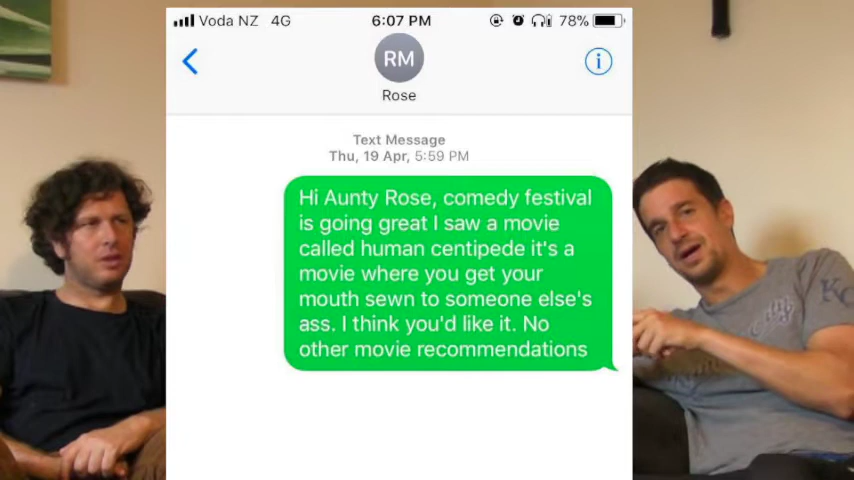 Voda NZ 4G 6:07 PM 78%
RM
Rose
Text Message
Thu, 19 Apr, 5:59 PM
Hi Aunty Rose, comedy festival
is going great I saw a movie
called human centipede it's a
movie where you get your
mouth sewn to someone else's
ass. I think you'd like it. No
other movie recommendations
KC